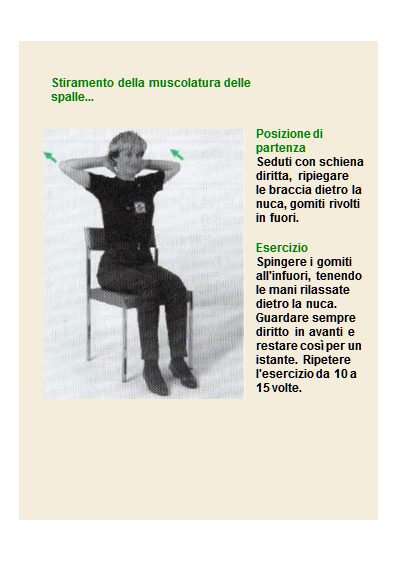 Stiramento della muscolatura delle
spalle...
Posizione di
partenza
Seduti con schiena
diritta, ripiegare
le braccia dietro la
nuca, gomiti rivolti
in fuori.
Esercizio
Spingere i gomiti
all'infuori, tenendo
le mani rilassate
dietro la nuca.
Guardare sempre
diritto in avanti e
restare così per un
istante. Ripetere
l'esercizio da 10 a
15 volte.